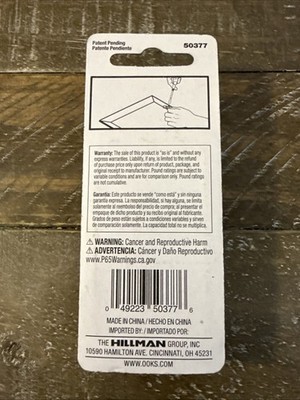 Patent Pending
Patente Pendiente
50377
Warranty: The sale of this product is "as is" and without any
express warranties. Liability, if any, is limited to the refund
of purchase price only upon return of product, package, and
original receipt to manufacturer. Pound ratings are subject to
variable conditions and are for comparison only. Pound ratings
are not cumulative.
Garantía: Este producto se vende "como está" y sin ninguna
garantía expresa. La responsabilidad, si hay alguna, se limita
solamente al reembolso del precio de compra, al presentar el
empaque de dicho producto y su recibo original al fabricante.
Grados de peso están sujetos a condiciones variables y sirven
de comparación solamente. La capacidad total no se multiplica.
WARNING: Cancer and Reproductive Harm
ADVERTENCIA: Cáncer y Daño Reproductivo
www.P65Warnings.ca.gov
0 49223 50377 6
MADE IN CHINA / HECHO EN CHINA
IMPORTED BY: / IMPORTADO POR:
THE HILLMAN GROUP, INC
10590 HAMILTON AVE. CINCINNATI, OH 45231
WWW.OOKS.COM